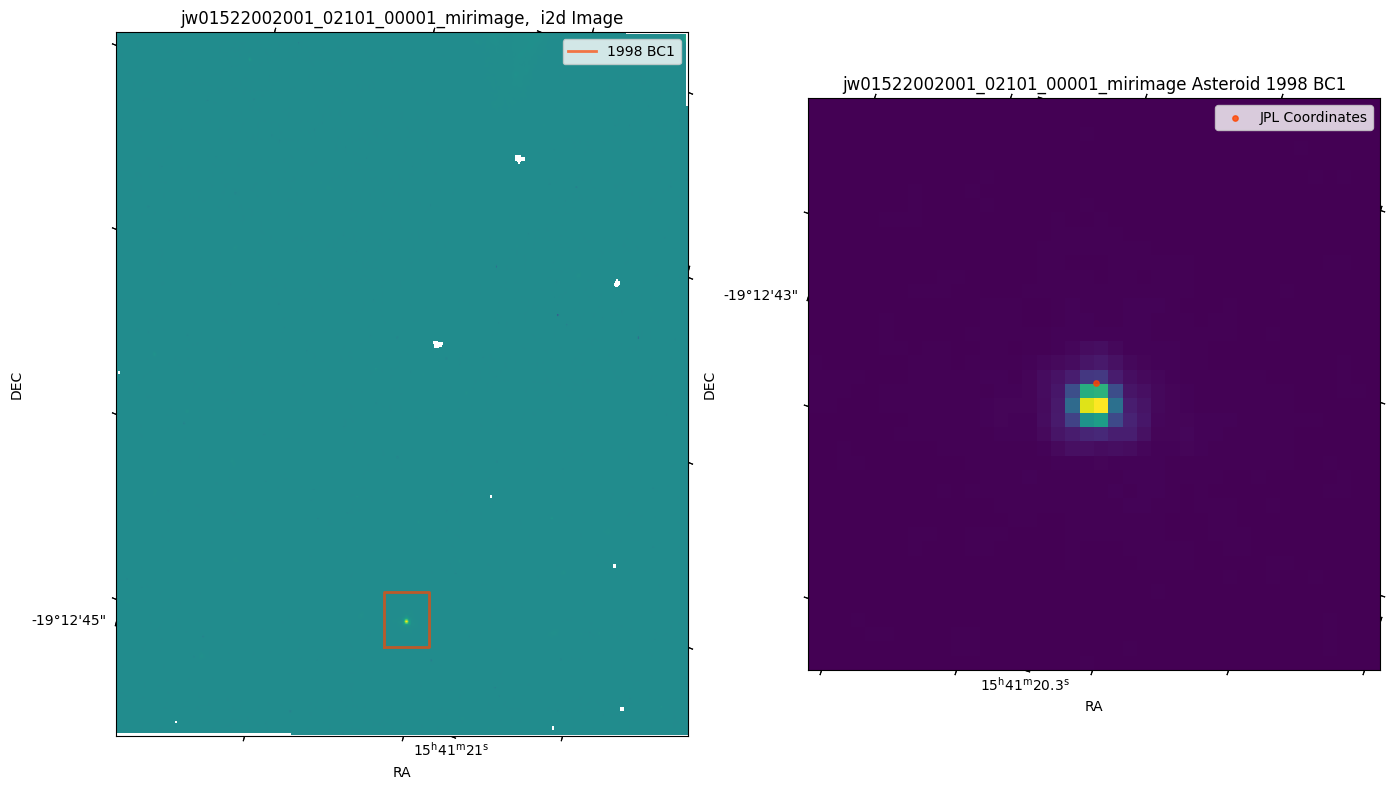 jw01522002001_02101_00001_mirimage,  i2d Image
1998 BC1
DEC
-19°12'45"
15h41m21s
RA
jw01522002001_02101_00001_mirimage Asteroid 1998 BC1
JPL Coordinates
-19°12'43"
DEC
15h41m20.3s
RA